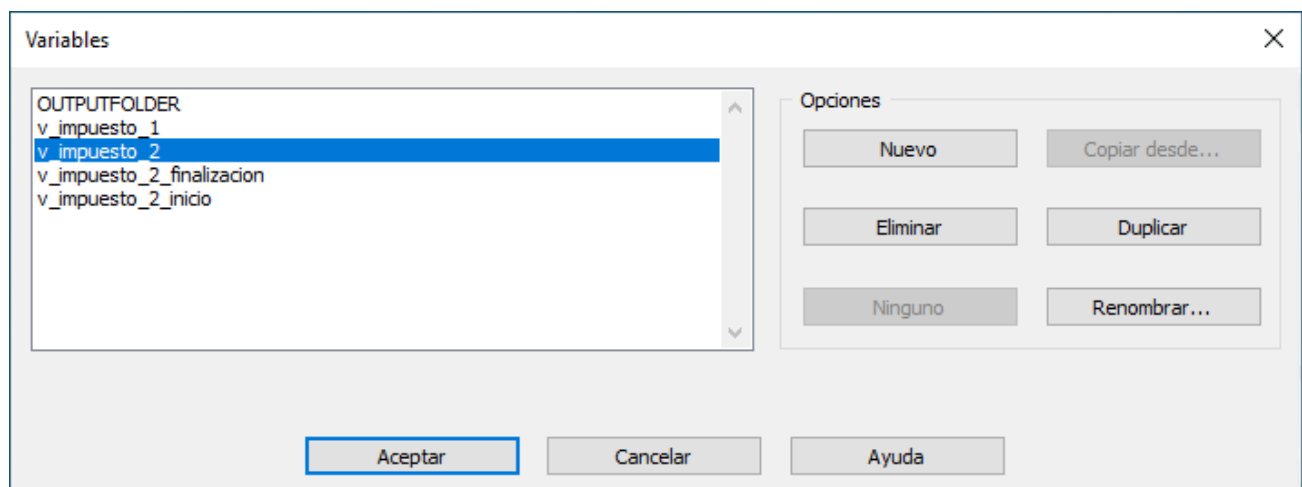 Variables
OUTPUTFOLDER
v_impuesto_1
v_impuesto_2
v_impuesto_2_finalizacion
v_impuesto_2_inicio
Opciones
Nuevo
Copiar desde...
Eliminar
Duplicar
Ninguno
Renombrar...
Aceptar
Cancelar
Ayuda